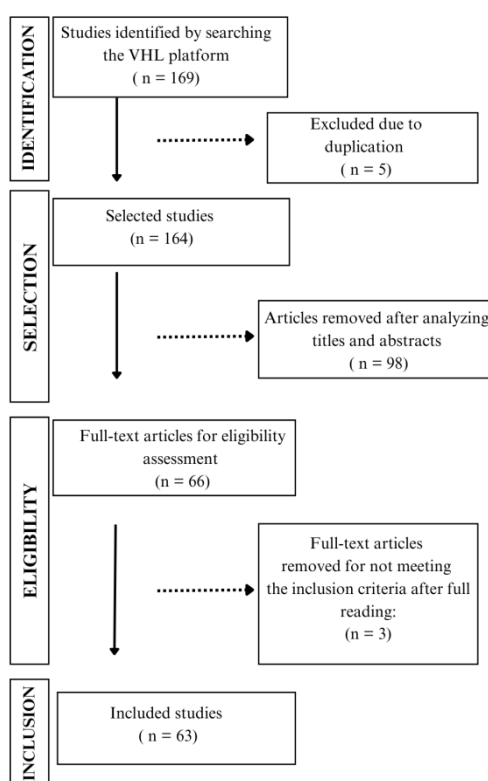 IDENTIFICATION
Studies identified by searching
the VHL platform
( n = 169)
Excluded due to
duplication
( n = 5)
SELECTION
Selected studies
(n = 164)
Articles removed after analyzing
titles and abstracts
( n = 98)
ELIGIBILITY
Full-text articles for eligibility
assessment
(n = 66)
Full-text articles
removed for not meeting
the inclusion criteria after full
reading:
(n = 3)
INCLUSION
Included studies
( n = 63)